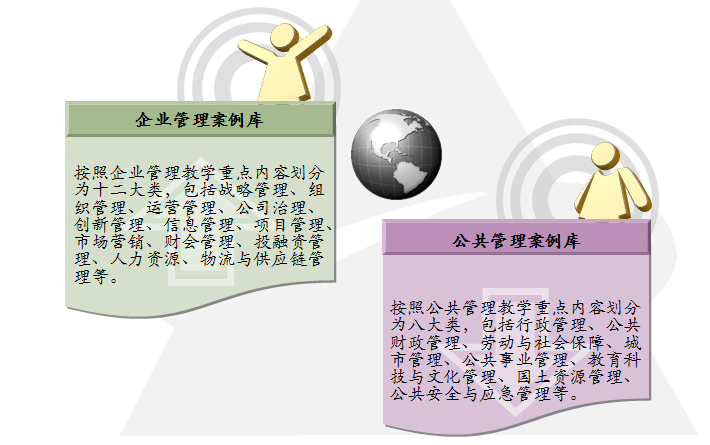 企业管理案例库
按照企业管理教学重点内容划分
为十二大类，包括战略管理、组
织管理、运营管理、公司治理、
创新管理、信息管理、项目管理、
市场营销、财会管理、投融资管
理、人力资源、物流与供应链管
理等。
公共管理案例库
按照公共管理教学重点内容划分
为八大类，包括行政管理、公共
财政管理、劳动与社会保障、城
市管理、公共事业管理、教育科
技与文化管理、国土资源管理、
公共安全与应急管理等。